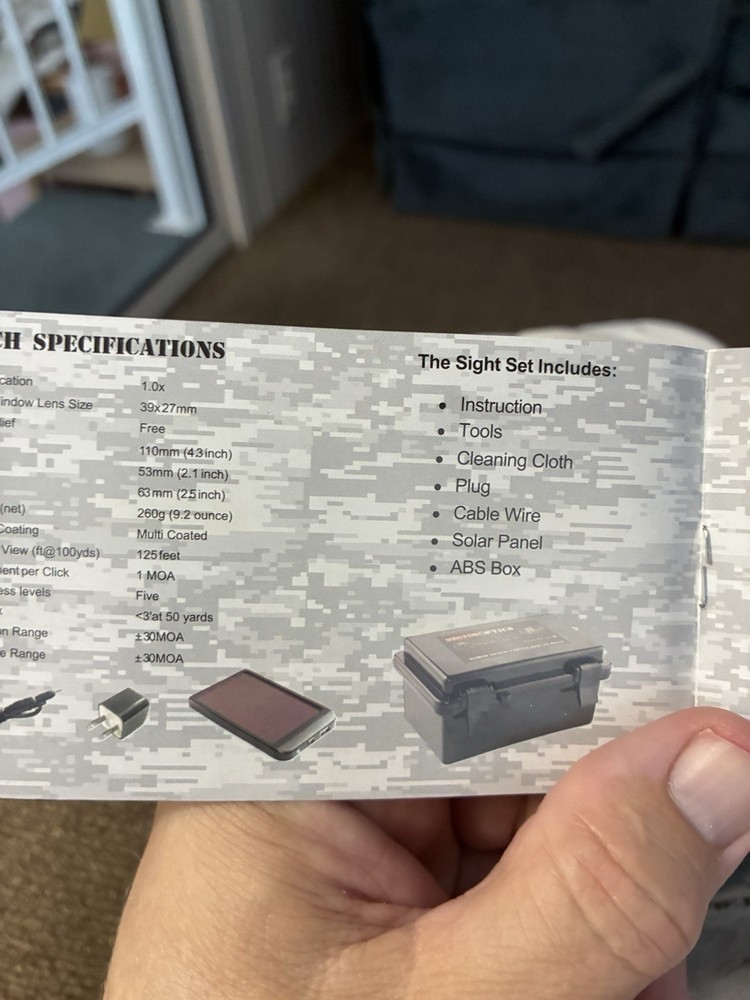 CH SPECIFICATIONS
cation 1.0x
indow Lens Size 39x27mm
lief Free
110mm (4.3inch)
53mm (2.1 inch)
63mm (2.5inch)
(net) 260g (9.2 ounce)
Coating Multi Coated
View (ft@100yds) 125feet
ent per Click 1 MOA
ess levels Five
x <3'at 50 yards
on Range ±30MOA
e Range ±30MOA
The Sight Set Includes:
• Instruction
• Tools
• Cleaning Cloth
• Plug
• Cable Wire
• Solar Panel
• ABS Box
VECTOROPTICS